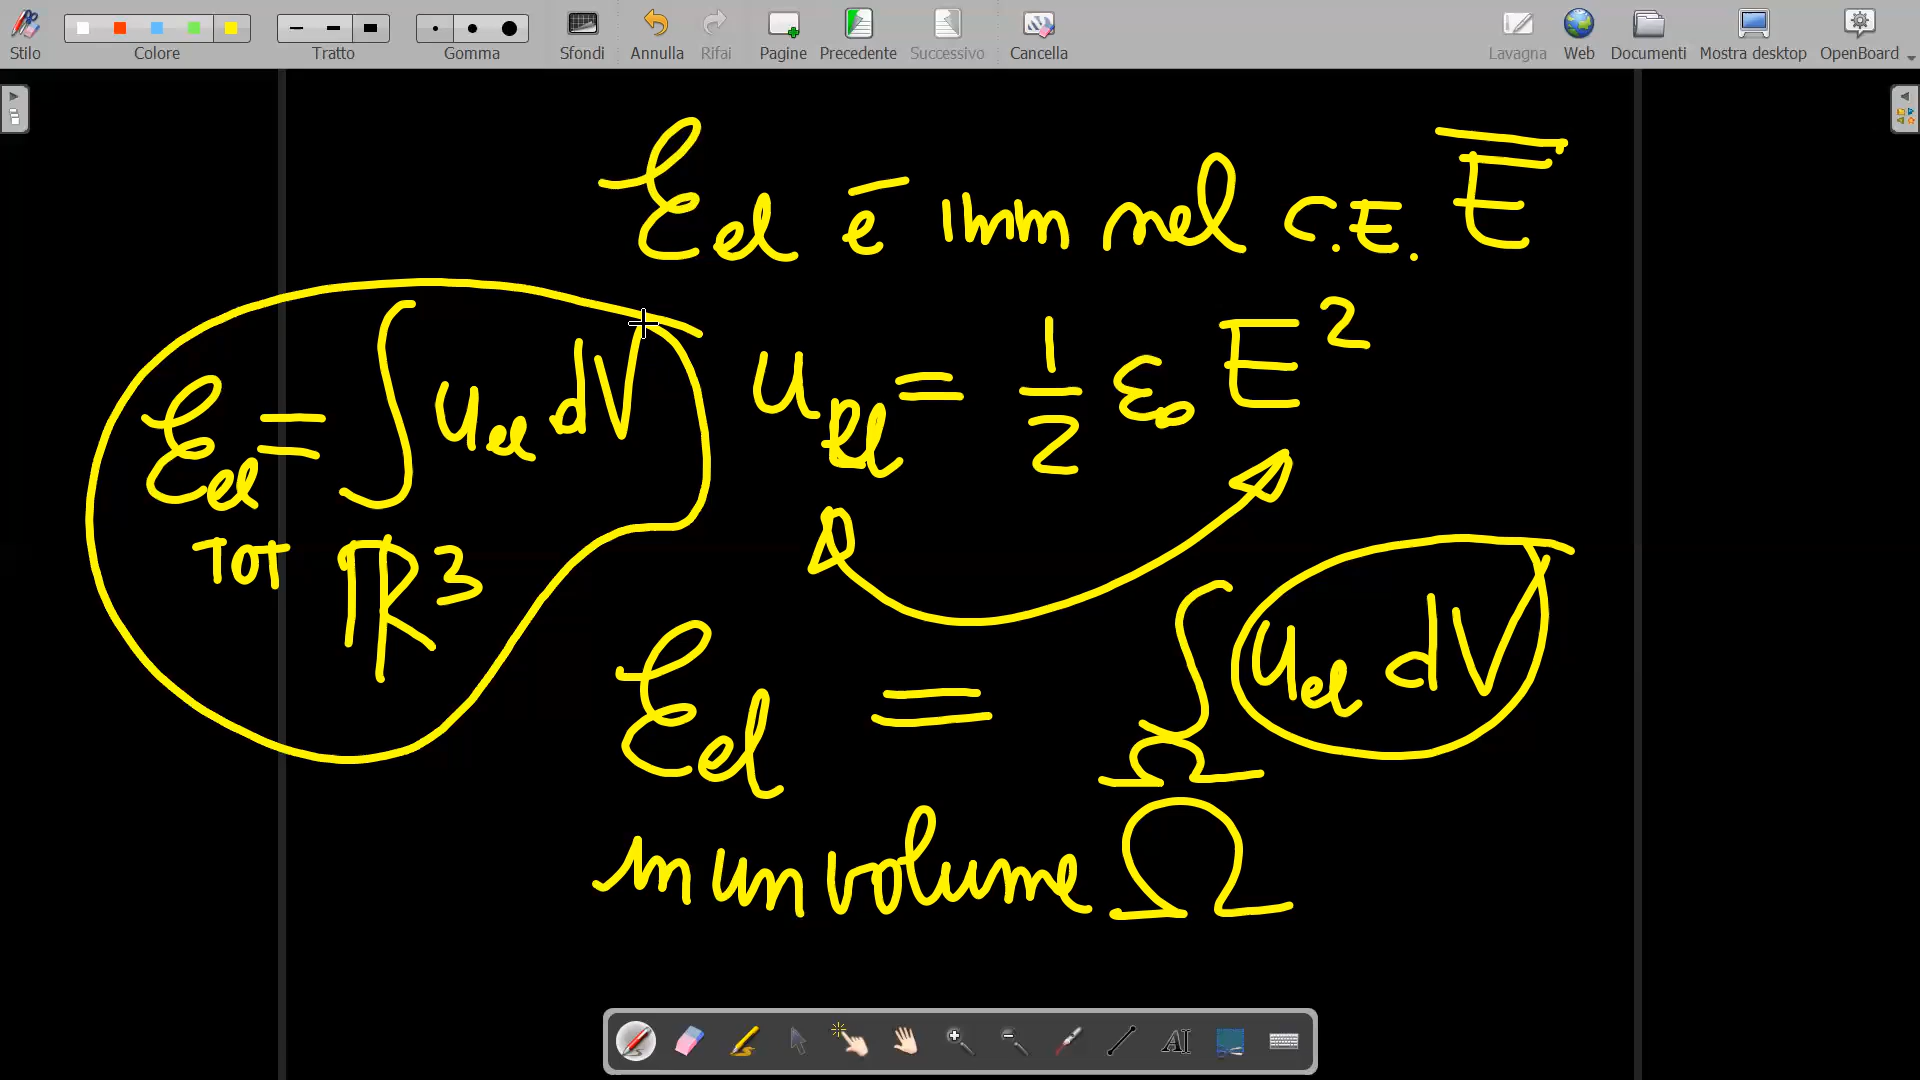 Stilo Colore Tratto Gomma Sfondi Annulla Rifai Pagine Precedente Successivo Cancella Lavagna Web Documenti Mostra desktop OpenBoard
ℰel ē imm nel c.E. E̅
ℰel TOT = ∫ℝ³ uel dV
uEl = 1/2 ε₀ E²
ℰel = ∫Ω uel dV
in un volume Ω
AI